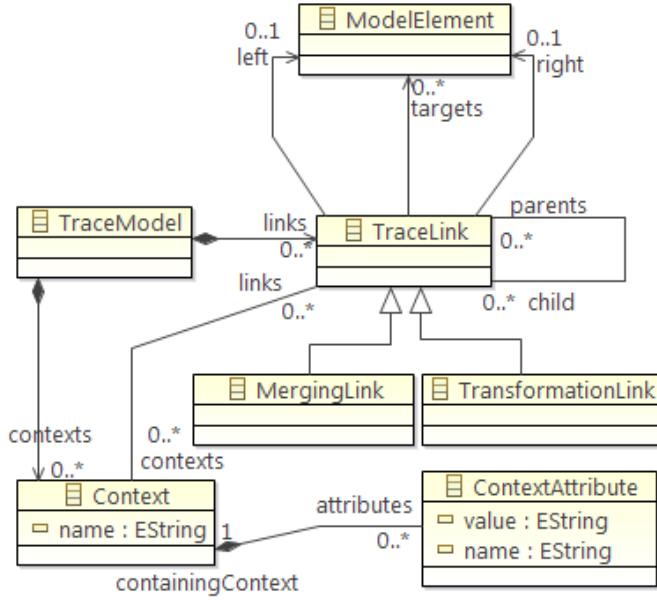 ModelElement
0..1
left
0..1
right
0..*
targets
TraceModel
links
0..*
TraceLink
parents
0..*
links
0..*
0..* child
MergingLink
TransformationLink
contexts
0..*
0..*
contexts
Context
name : EString
1
containingContext
attributes
0..*
ContextAttribute
value : EString
name : EString